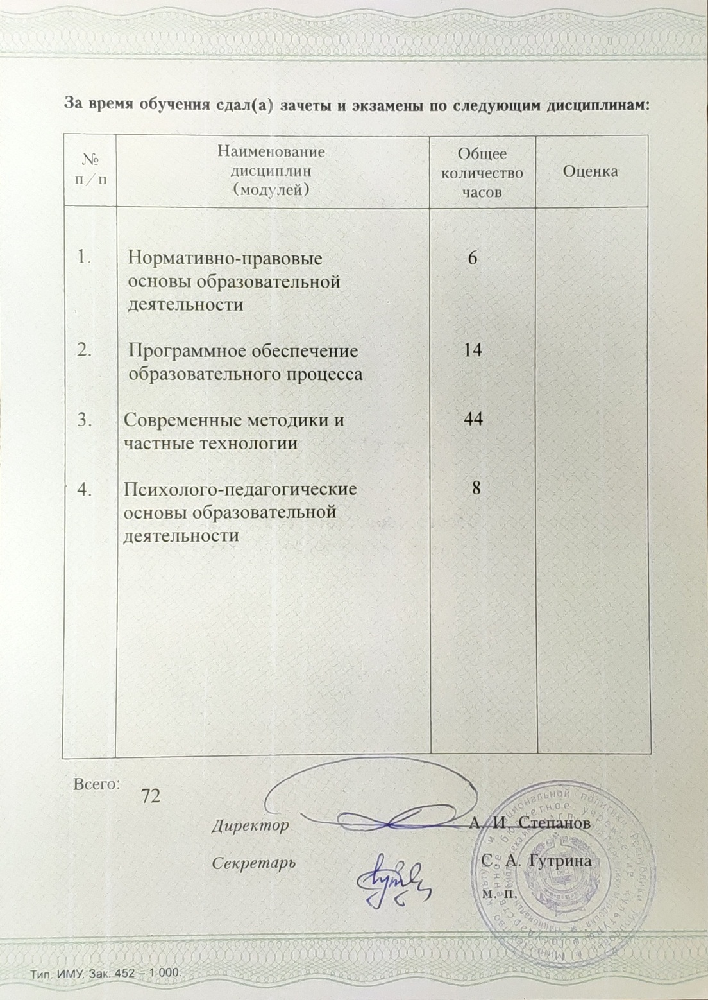 За время обучения сдал(а) зачеты и экзамены по следующим дисциплинам:
№ п/п
Наименование
дисциплин
(модулей)
Общее
количество
часов
Оценка
1. Нормативно-правовые 6
основы образовательной
деятельности
2. Программное обеспечение 14
образовательного процесса
3. Современные методики и 44
частные технологии
4. Психолого-педагогические 8
основы образовательной
деятельности
Всего: 72
Директор А. И. Степанов
Секретарь С. А. Гутрина
м. п.
Тип. ИМУ. Зак. 452 – 1 000.